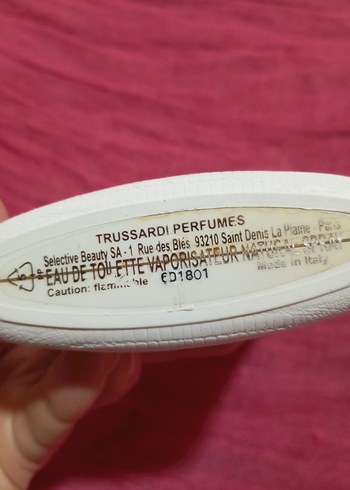 TRUSSARDI PERFUMES
Selective Beauty SA - 1 Rue des Blés 93210 Saint Denis La Plaine Paris
EAU DE TOILETTE VAPORISATEUR NATURAL SPRAY
Made in Italy
Caution: flammable 6D1801